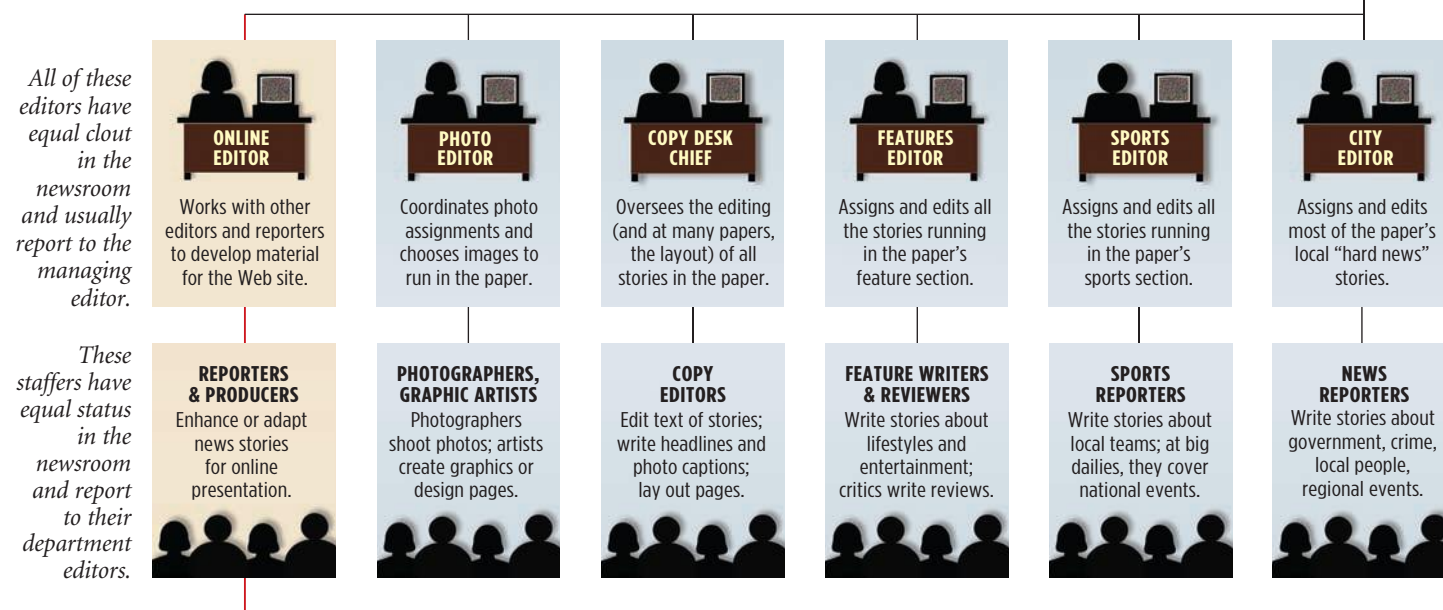 All of these
editors have
equal clout
in the
newsroom
and usually
report to the
managing
editor.
ONLINE
EDITOR
Works with other
editors and reporters
to develop material
for the Web site.
PHOTO
EDITOR
Coordinates photo
assignments and
chooses images to
run in the paper.
COPY DESK
CHIEF
Oversees the editing
(and at many papers,
the layout) of all
stories in the paper.
FEATURES
EDITOR
Assigns and edits all
the stories running
in the paper's
feature section.
SPORTS
EDITOR
Assigns and edits all
the stories running
in the paper's
sports section.
CITY
EDITOR
Assigns and edits
most of the paper's
local “hard news”
stories.
These
staffers have
equal status
in the
newsroom
and report
to their
department
editors.
REPORTERS
& PRODUCERS
Enhance or adapt
news stories
for online
presentation.
PHOTOGRAPHERS,
GRAPHIC ARTISTS
Photographers
shoot photos; artists
create graphics or
design pages.
COPY
EDITORS
Edit text of stories;
write headlines and
photo captions;
lay out pages.
FEATURE WRITERS
& REVIEWERS
Write stories about
lifestyles and
entertainment;
critics write reviews.
SPORTS
REPORTERS
Write stories about
local teams; at big
dailies, they cover
national events.
NEWS
REPORTERS
Write stories about
government, crime,
local people,
regional events.